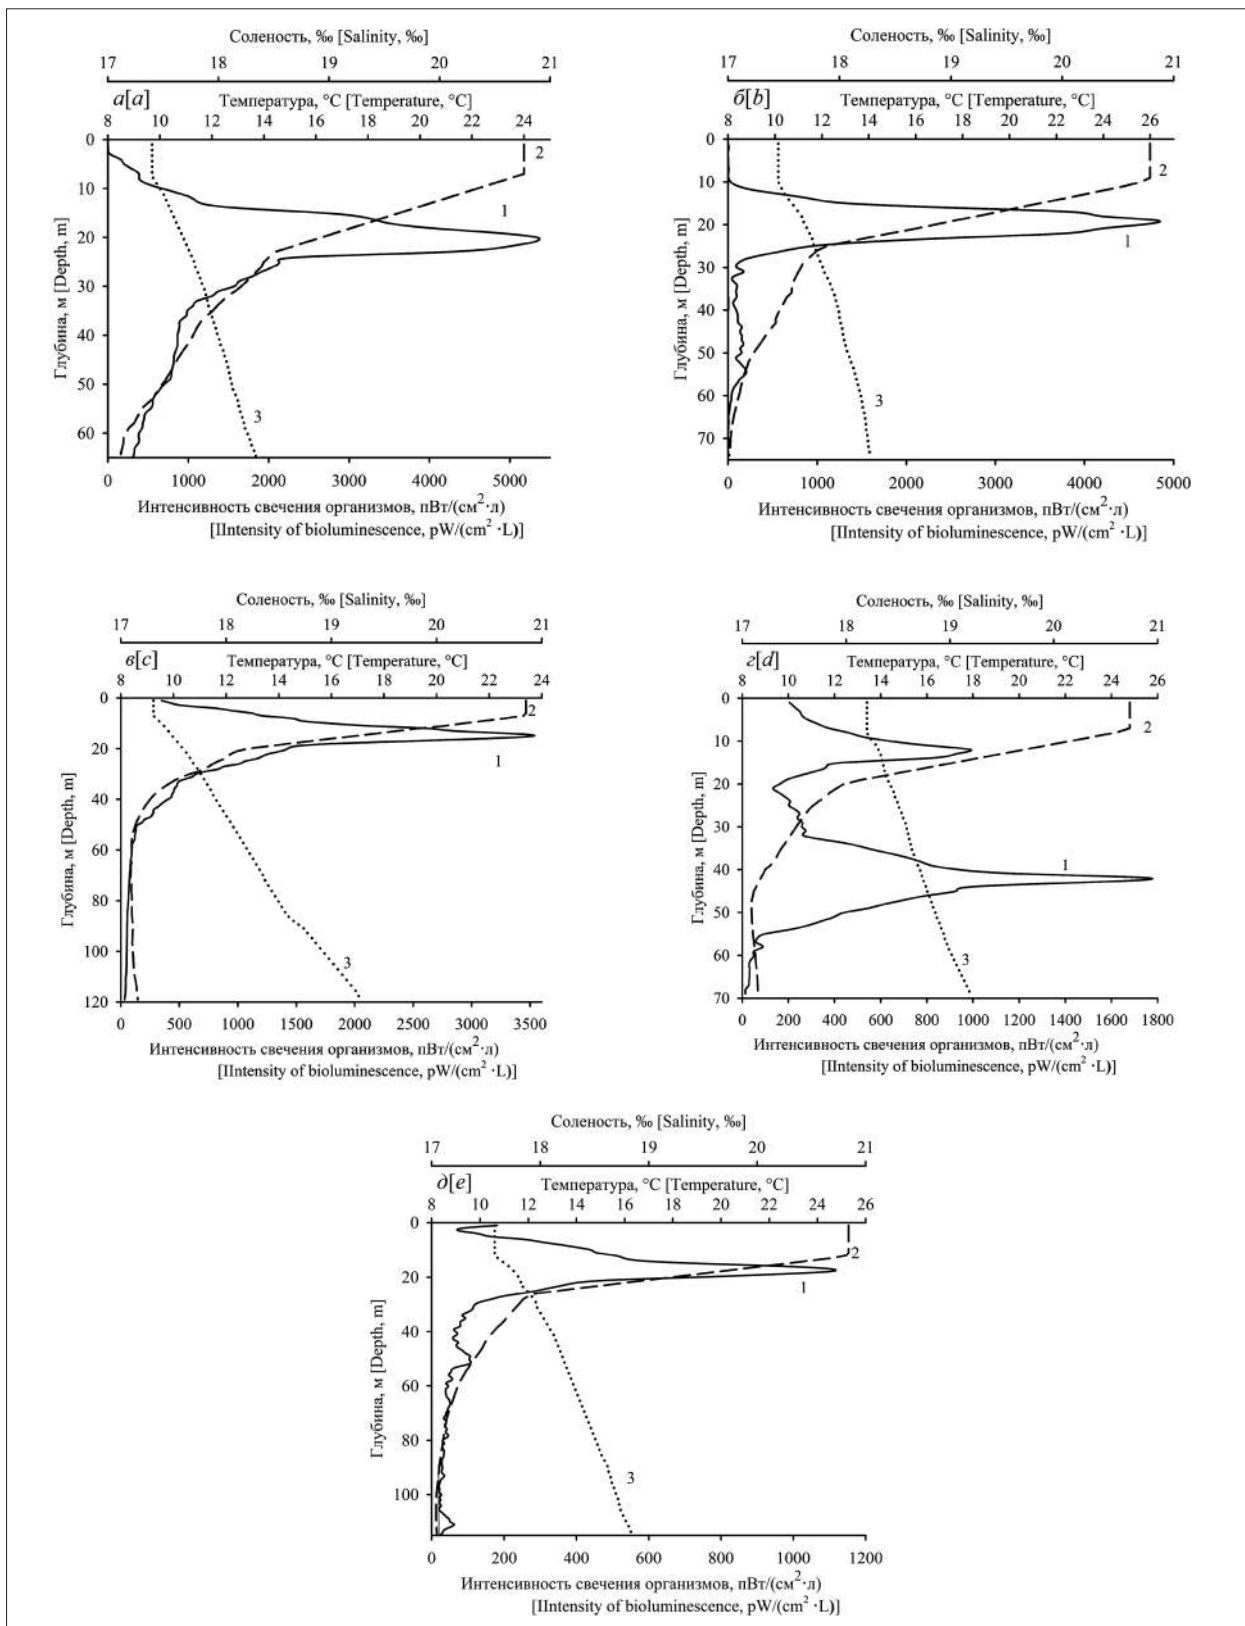 Соленость, ‰ [Salinity, ‰]
17 18 19 20 21
а[a] Температура, °C [Temperature, °C]
8 10 12 14 16 18 20 22 24
0
10
20
30
40
50
60
Глубина, м [Depth, m]
2
1
3
0 1000 2000 3000 4000 5000
Интенсивность свечения организмов, пВт/(см²·л)
[IIntensity of bioluminescence, pW/(cm² ·L)]
Соленость, ‰ [Salinity, ‰]
17 18 19 20 21
б[b] Температура, °C [Temperature, °C]
8 10 12 14 16 18 20 22 24 26
0
10
20
30
40
50
60
70
Глубина, м [Depth, m]
2
1
3
0 1000 2000 3000 4000 5000
Интенсивность свечения организмов, пВт/(см²·л)
[IIntensity of bioluminescence, pW/(cm² ·L)]
Соленость, ‰ [Salinity, ‰]
17 18 19 20 21
в[c] Температура, °C [Temperature, °C]
8 10 12 14 16 18 20 22 24
0
20
40
60
80
100
120
Глубина, м [Depth, m]
2
1
3
0 500 1000 1500 2000 2500 3000 3500
Интенсивность свечения организмов, пВт/(см²·л)
[IIntensity of bioluminescence, pW/(cm² ·L)]
Соленость, ‰ [Salinity, ‰]
17 18 19 20 21
г[d] Температура, °C [Temperature, °C]
8 10 12 14 16 18 20 22 24 26
0
10
20
30
40
50
60
70
Глубина, м [Depth, m]
2
1
3
0 200 400 600 800 1000 1200 1400 1600 1800
Интенсивность свечения организмов, пВт/(см²·л)
[IIntensity of bioluminescence, pW/(cm² ·L)]
Соленость, ‰ [Salinity, ‰]
17 18 19 20 21
д[e] Температура, °C [Temperature, °C]
8 10 12 14 16 18 20 22 24 26
0
20
40
60
80
100
Глубина, м [Depth, m]
2
1
3
0 200 400 600 800 1000 1200
Интенсивность свечения организмов, пВт/(см²·л)
[IIntensity of bioluminescence, pW/(cm² ·L)]